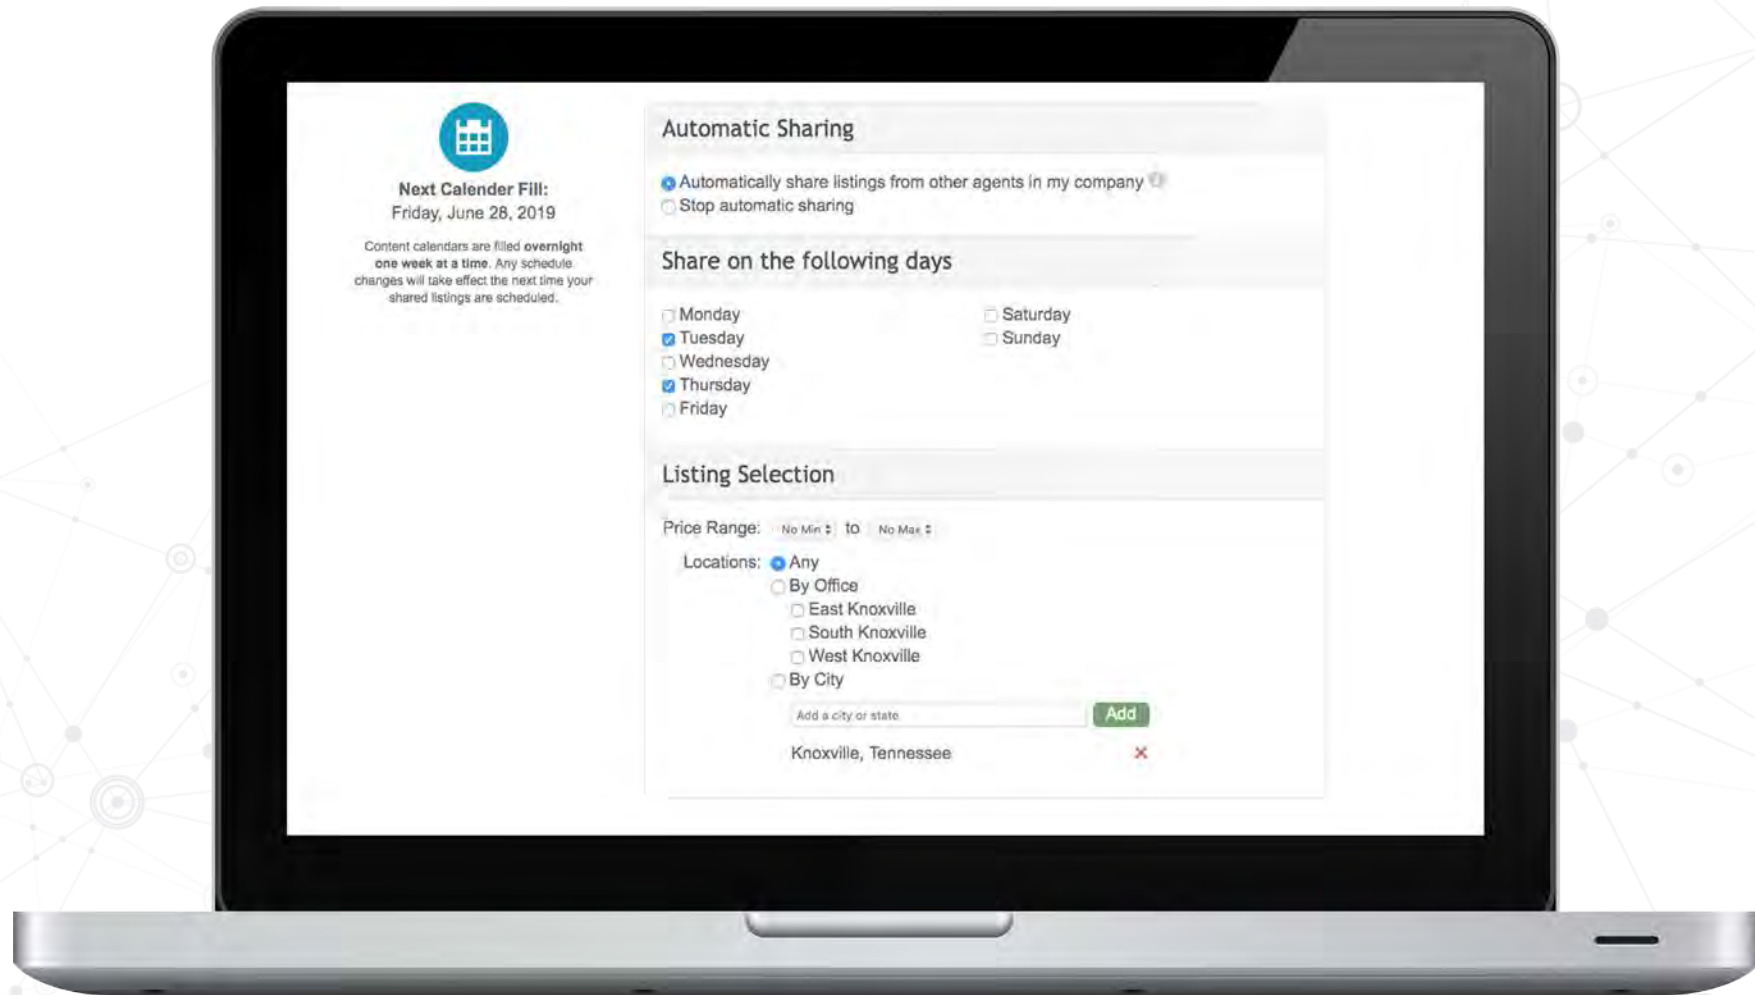 Next Calender Fill:
Friday, June 28, 2019
Content calendars are filled overnight
one week at a time. Any schedule
changes will take effect the next time your
shared listings are scheduled.
Automatic Sharing
Automatically share listings from other agents in my company
Stop automatic sharing
Share on the following days
Monday
Tuesday
Wednesday
Thursday
Friday
Saturday
Sunday
Listing Selection
Price Range: No Min to No Max
Locations: Any
By Office
East Knoxville
South Knoxville
West Knoxville
By City
Add a city or state Add
Knoxville, Tennessee